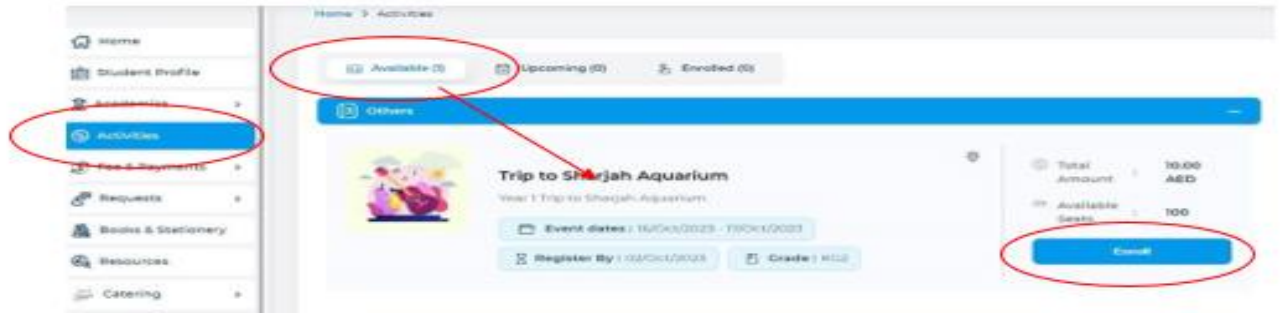 Home > Activities
Home
Student Profile
Academics
Activities
Fee & Payments
Requests
Books & Stationery
Resources
Catering
Available (1)
Upcoming (0)
Enrolled (0)
Others
Trip to Sharjah Aquarium
Year 1 Trip to Sharjah Aquarium
Event dates : 16/Oct/2023 - 17/Oct/2023
Register By : 02/Oct/2023
Grade : KG2
Total Amount : 10.00 AED
Available Seats : 100
Enroll